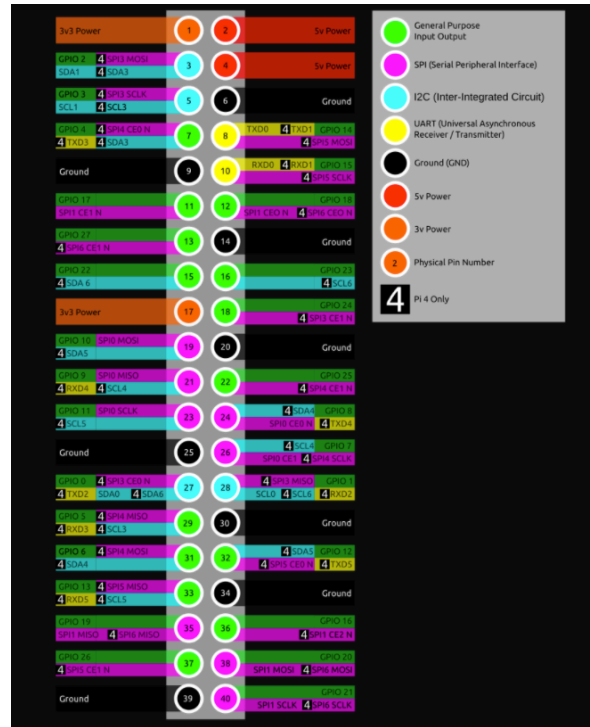 3v3 Power 1 2 5v Power
GPIO 2 4 SPI3 MOSI
SDA1 4 SDA3 3 4 5v Power
GPIO 3 4 SPI3 SCLK
SCL1 4 SCL3 5 6 Ground
GPIO 4 4 SPI4 CE0 N 7 8 TXD0 4 TXD1 GPIO 14
4 TXD3 4 SDA3 4 SPI5 MOSI
Ground 9 10 RXD0 4 RXD1 GPIO 15
4 SPI5 SCLK
GPIO 17 11 12 GPIO 18
SPI1 CE1 N SPI1 CEO N 4 SPI6 CEO N
GPIO 27 13 14 Ground
4 SPI6 CE1 N
GPIO 22 15 16 GPIO 23
4 SDA 6 4 SCL6
3v3 Power 17 18 GPIO 24
4 SPI3 CE1 N
GPIO 10 SPI0 MOSI 19 20 Ground
4 SDA5
GPIO 9 SPI0 MISO 21 22 GPIO 25
4 RXD4 4 SCL4 4 SPI4 CE1 N
GPIO 11 SPI0 SCLK 23 24 4 SDA4 GPIO 8
4 SCL5 SPI0 CE0 N 4 TXD4
Ground 25 26 4 SCL4 GPIO 7
SPI0 CE1 4 SPI4 SCLK
GPIO 0 4 SPI3 CE0 N 27 28 4 SPI3 MISO GPIO 1
4 TXD2 SDA0 4 SDA6 SCL0 4 SCL6 4 RXD2
GPIO 5 4 SPI4 MISO 29 30 Ground
4 RXD3 4 SCL3
GPIO 6 4 SPI4 MOSI 31 32 4 SDA5 GPIO 12
4 SDA4 4 SPI5 CE0 N 4 TXD5
GPIO 13 4 SPI5 MISO 33 34 Ground
4 RXD5 4 SCL5
GPIO 19 35 36 GPIO 16
SPI1 MISO 4 SPI6 MISO 4 SPI1 CE2 N
GPIO 26 37 38 GPIO 20
4 SPI5 CE1 N SPI1 MOSI 4 SPI6 MOSI
Ground 39 40 GPIO 21
SPI1 SCLK 4 SPI6 SCLK
General Purpose
Input Output
SPI (Serial Peripheral Interface)
I2C (Inter-Integrated Circuit)
UART (Universal Asynchronous
Receiver / Transmitter)
Ground (GND)
5v Power
3v Power
2 Physical Pin Number
4 Pi 4 Only